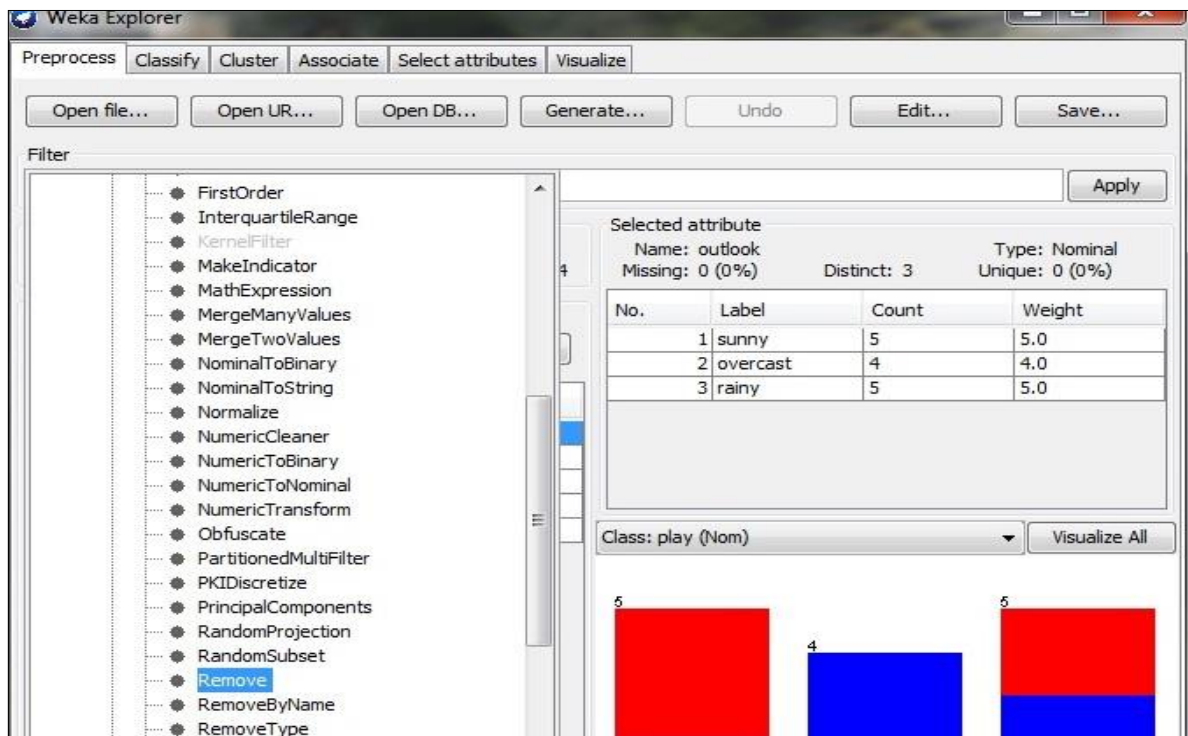 Weka Explorer
Preprocess Classify Cluster Associate Select attributes Visualize
Open file... Open UR... Open DB... Generate... Undo Edit... Save...
Filter
Apply
FirstOrder
InterquartileRange
KernelFilter
MakeIndicator
MathExpression
MergeManyValues
MergeTwoValues
NominalToBinary
NominalToString
Normalize
NumericCleaner
NumericToBinary
NumericToNominal
NumericTransform
Obfuscate
PartitionedMultiFilter
PKIDiscretize
PrincipalComponents
RandomProjection
RandomSubset
Remove
RemoveByName
RemoveType
4
Selected attribute
Name: outlook Type: Nominal
Missing: 0 (0%) Distinct: 3 Unique: 0 (0%)
No. Label Count Weight
1 sunny 5 5.0
2 overcast 4 4.0
3 rainy 5 5.0
Class: play (Nom) Visualize All
5 4 5